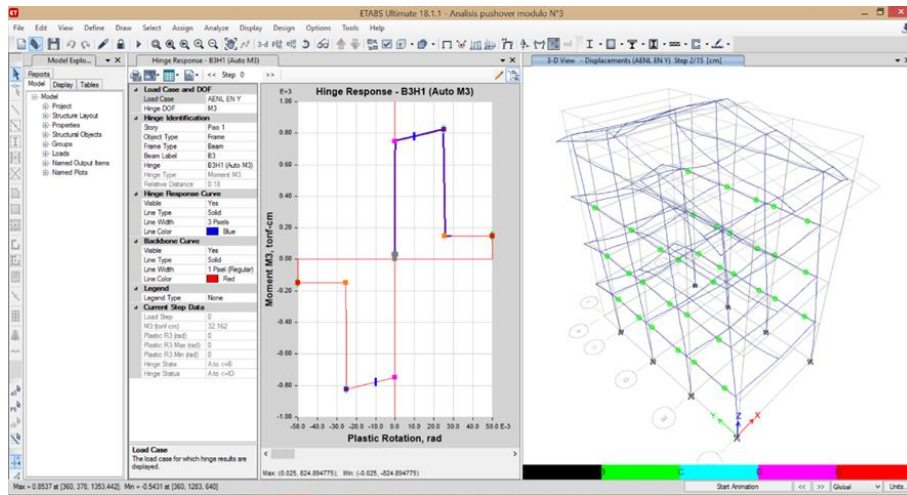 ETABS Ultimate 18.1.1 - Analisis pushover modulo N°3
File Edit View Define Draw Select Assign Analyze Display Design Options Tools Help
Model Explo...
Hinge Response - B3H1 (Auto M3)
3-D View - Displacements (AENL EN Y) Step 2/15 [cm]
Reports
Model Display Tables
Model
Project
Structure Layout
Properties
Structural Objects
Groups
Loads
Named Output Items
Named Plots
<< Step 0 >>
Load Case and DOF
Load Case AENL EN Y
Hinge DOF M3
Hinge Identification
Story Piso 1
Object Type Frame
Frame Type Beam
Beam Label B3
Hinge B3H1 (Auto M3)
Hinge Type Moment M3
Relative Distance 0.18
Hinge Response Curve
Visible Yes
Line Type Solid
Line Width 3 Pixels
Line Color Blue
Backbone Curve
Visible Yes
Line Type Solid
Line Width 1 Pixel (Regular)
Line Color Red
Legend
Legend Type None
Current Step Data
Load Step 0
M3 (tonf-cm) 32.162
Plastic R3 (rad) 0
Plastic R3 Max (rad) 0
Plastic R3 Min (rad) 0
Hinge State A to <=B
Hinge Status A to <=IO
Load Case
The load case for which hinge results are displayed.
Hinge Response - B3H1 (Auto M3)
E+3
1.00
0.80
0.60
0.40
0.20
0.00
-0.20
-0.40
-0.60
-0.80
-1.00
Moment M3, tonf-cm
-50.0 -40.0 -30.0 -20.0 -10.0 0.0 10.0 20.0 30.0 40.0 50.0 E-3
Plastic Rotation, rad
Max: (0.025, 824.894775); Min: (-0.025, -824.894775)
Z
Y
X
B
C
D
E
Max = 0.8537 at [360, 378, 1353.442]; Min = -0.5431 at [360, 1283, 640]
Start Animation << >> Global Units...